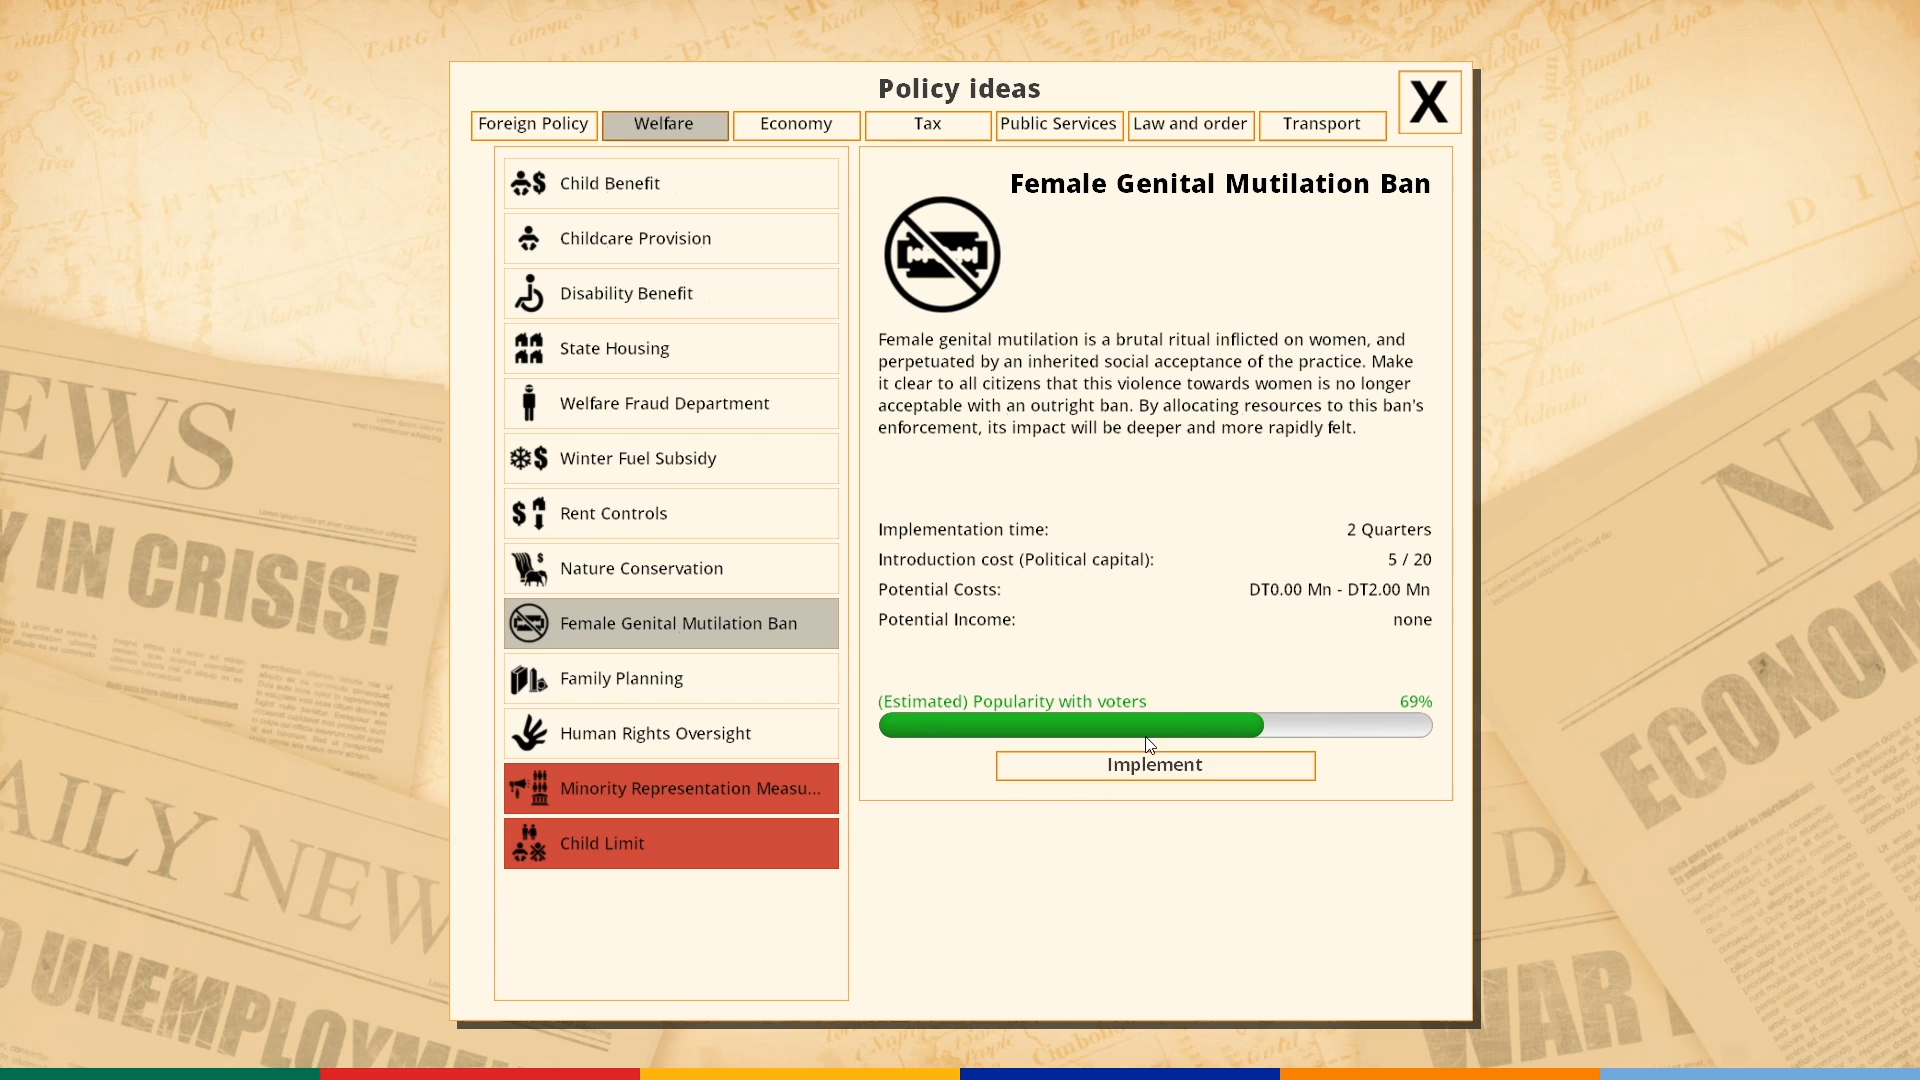 Policy ideas
X
Foreign Policy
Welfare
Economy
Tax
Public Services
Law and order
Transport
Child Benefit
Childcare Provision
Disability Benefit
State Housing
Welfare Fraud Department
Winter Fuel Subsidy
Rent Controls
Nature Conservation
Female Genital Mutilation Ban
Family Planning
Human Rights Oversight
Minority Representation Measu...
Child Limit
Female Genital Mutilation Ban
Female genital mutilation is a brutal ritual inflicted on women, and
perpetuated by an inherited social acceptance of the practice. Make
it clear to all citizens that this violence towards women is no longer
acceptable with an outright ban. By allocating resources to this ban's
enforcement, its impact will be deeper and more rapidly felt.
Implementation time: 2 Quarters
Introduction cost (Political capital): 5 / 20
Potential Costs: DT0.00 Mn - DT2.00 Mn
Potential Income: none
(Estimated) Popularity with voters 69%
Implement
EWS
Y IN CRISIS!
AILY NEW
UNEMPLOYME
NE
ECONOM
WAR
MOROCCO